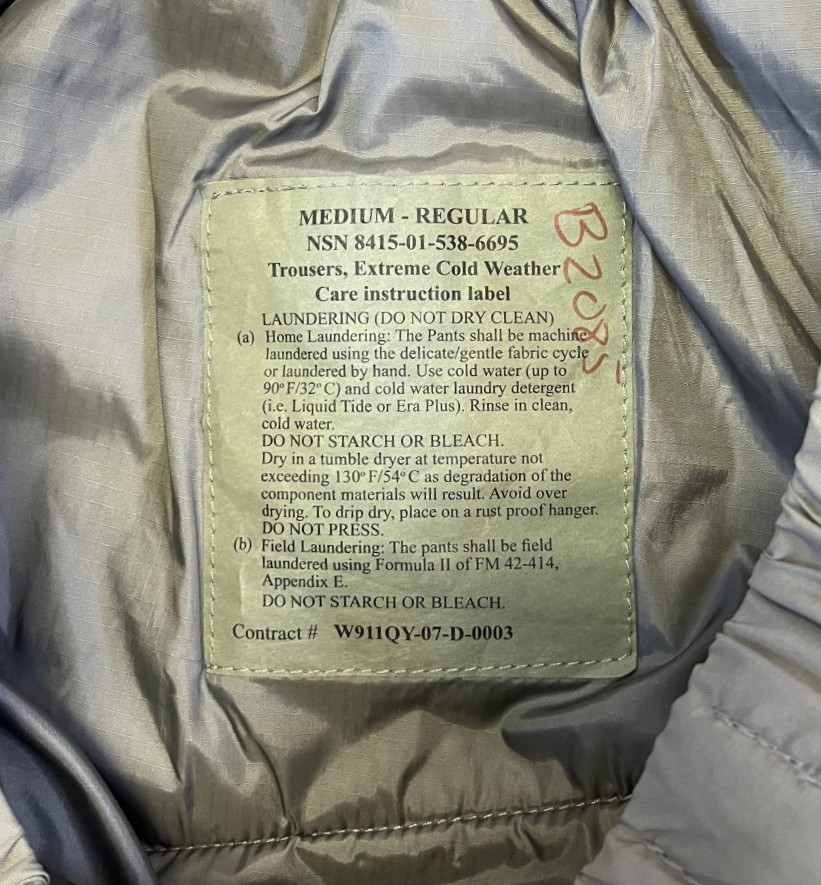 MEDIUM - REGULAR
NSN 8415-01-538-6695
Trousers, Extreme Cold Weather
Care instruction label
LAUNDERING (DO NOT DRY CLEAN)
(a) Home Laundering: The Pants shall be machine
laundered using the delicate/gentle fabric cycle
or laundered by hand. Use cold water (up to
90°F/32°C) and cold water laundry detergent
(i.e. Liquid Tide or Era Plus). Rinse in clean,
cold water.
DO NOT STARCH OR BLEACH.
Dry in a tumble dryer at temperature not
exceeding 130°F/54°C as degradation of the
component materials will result. Avoid over
drying. To drip dry, place on a rust proof hanger.
DO NOT PRESS.
(b) Field Laundering: The pants shall be field
laundered using Formula II of FM 42-414,
Appendix E.
DO NOT STARCH OR BLEACH.
Contract # W911QY-07-D-0003
B2085